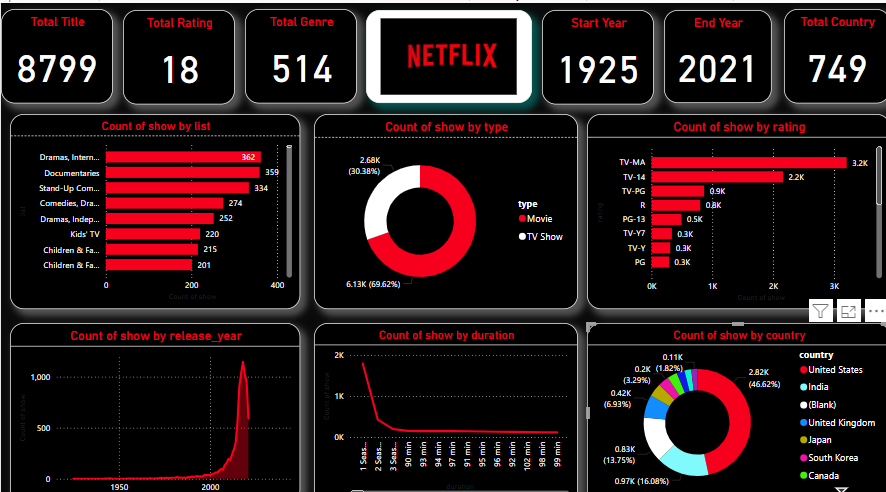 Total Title
8799
Total Rating
18
Total Genre
514
NETFLIX
Start Year
1925
End Year
2021
Total Country
749
Count of show by list
Dramas, Intern... 362
Documentaries 359
Stand-Up Com... 334
Comedies, Dra... 274
Dramas, Indep... 252
Kids' TV 220
Children & Fa... 215
Children & Fa... 201
0 200 400
list
Count of show
Count of show by type
2.68K
(30.38%)
6.13K (69.62%)
type
Movie
TV Show
Count of show by rating
TV-MA 3.2K
TV-14 2.2K
TV-PG 0.9K
R 0.8K
PG-13 0.5K
TV-Y7 0.3K
TV-Y 0.3K
PG 0.3K
0K 1K 2K 3K
rating
Count of show
Count of show by release_year
1,000
500
0
1950 2000
Count of show
Count of show by duration
2K
1K
0K
1 Seas...
2 Seas...
3 Seas...
90 min
93 min
94 min
97 min
91 min
95 min
96 min
92 min
102 min
98 min
99 min
Count of show
duration
Count of show by country
0.11K
(1.82%)
0.2K
(3.29%)
0.42K
(6.93%)
0.83K
(13.75%)
0.97K (16.08%)
2.82K
(46.62%)
country
United States
India
(Blank)
United Kingdom
Japan
South Korea
Canada